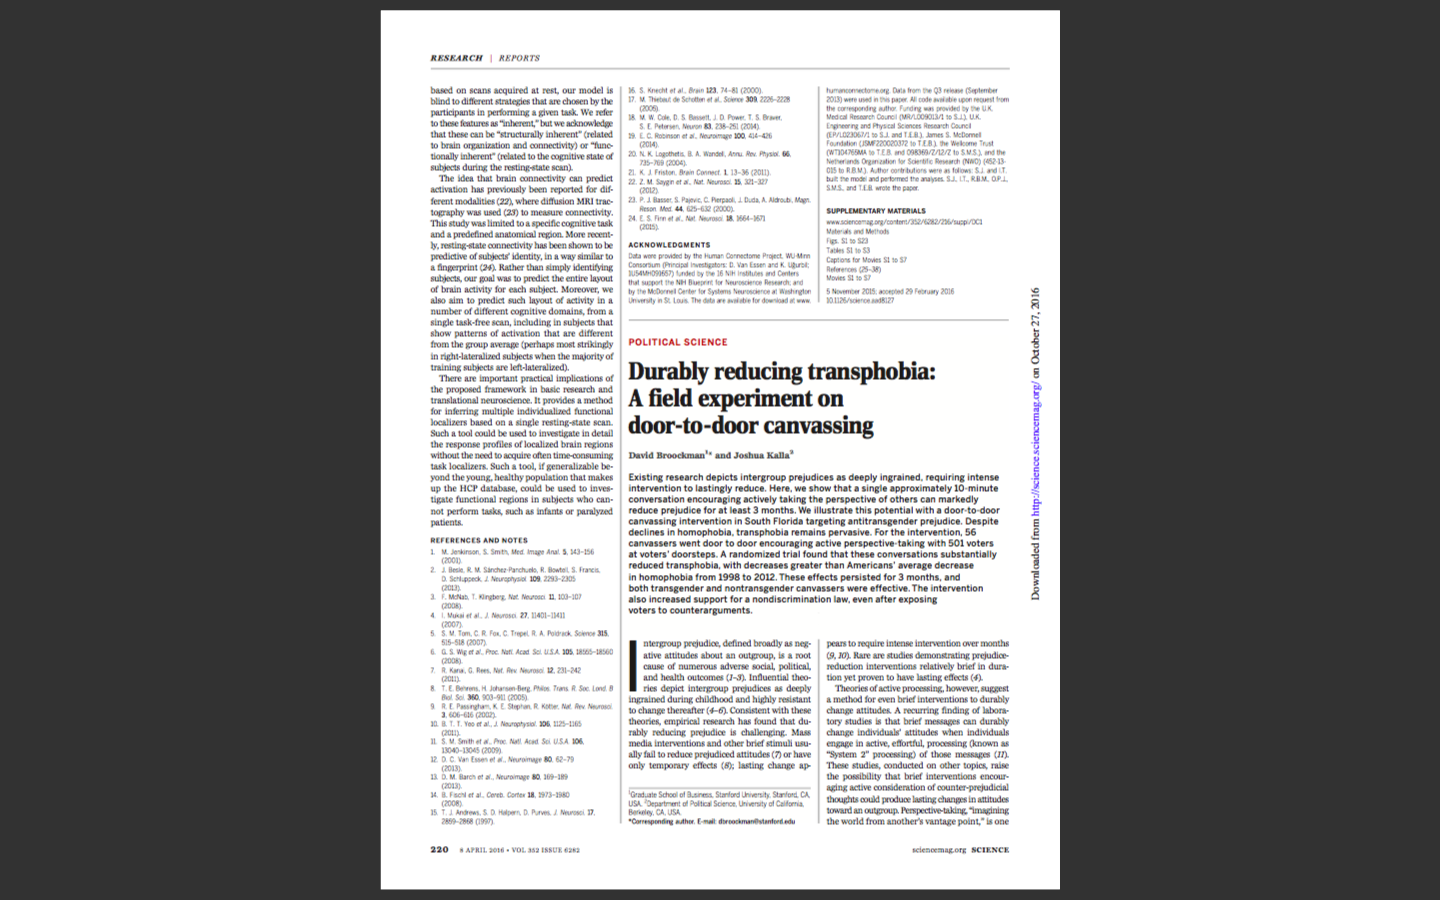 RESEARCH | REPORTS
based on scans acquired at rest, our model is
blind to different strategies that are chosen by the
participants in performing a given task. We refer
to these features as "inherent," but we acknowledge
that these can be "structurally inherent" (related
to brain organization and connectivity) or "func-
tionally inherent" (related to the cognitive state of
subjects during the resting-state scan).
The idea that brain connectivity can predict
activation has previously been reported for dif-
ferent modalities (22), where diffusion MRI trac-
tography was used (23) to measure connectivity.
This study was limited to a specific cognitive task
and a predefined anatomical region. More recent-
ly, resting-state connectivity has been shown to be
predictive of subjects' identity, in a way similar to
a fingerprint (24). Rather than simply identifying
subjects, our goal was to predict the entire layout
of brain activity for each subject. Moreover, we
also aim to predict such layout of activity in a
number of different cognitive domains, from a
single task-free scan, including in subjects that
show patterns of activation that are different
from the group average (perhaps most strikingly
in right-lateralized subjects when the majority of
training subjects are left-lateralized).
There are important practical implications of
the proposed framework in basic research and
translational neuroscience. It provides a method
for inferring multiple individualized functional
localizers based on a single resting-state scan.
Such a tool could be used to investigate in detail
the response profiles of localized brain regions
without the need to acquire often time-consuming
task localizers. Such a tool, if generalizable be-
yond the young, healthy population that makes
up the HCP database, could be used to inves-
tigate functional regions in subjects who can-
not perform tasks, such as infants or paralyzed
patients.
REFERENCES AND NOTES
1. M. Jenkinson, S. Smith, Med. Image Anal. 5, 143–156
(2001).
2. J. Besle, R. M. Sánchez-Panchuelo, R. Bowtell, S. Francis,
D. Schluppeck, J. Neurophysiol. 109, 2293–2305
(2013).
3. F. McNab, T. Klingberg, Nat. Neurosci. 11, 103–107
(2008).
4. I. Mukai et al., J. Neurosci. 27, 11401–11411
(2007).
5. S. M. Tom, C. R. Fox, C. Trepel, R. A. Poldrack, Science 315,
515–518 (2007).
6. G. S. Wig et al., Proc. Natl. Acad. Sci. U.S.A. 105, 18555–18560
(2008).
7. R. Kanai, G. Rees, Nat. Rev. Neurosci. 12, 231–242
(2011).
8. T. E. Behrens, H. Johansen-Berg, Philos. Trans. R. Soc. Lond. B
Biol. Sci. 360, 903–911 (2005).
9. R. E. Passingham, K. E. Stephan, R. Kötter, Nat. Rev. Neurosci.
3, 606–616 (2002).
10. B. T. T. Yeo et al., J. Neurophysiol. 106, 1125–1165
(2011).
11. S. M. Smith et al., Proc. Natl. Acad. Sci. U.S.A. 106,
13040–13045 (2009).
12. D. C. Van Essen et al., Neuroimage 80, 62–79
(2013).
13. D. M. Barch et al., Neuroimage 80, 169–189
(2013).
14. B. Fischl et al., Cereb. Cortex 18, 1973–1980
(2008).
15. T. J. Andrews, S. D. Halpern, D. Purves, J. Neurosci. 17,
2859–2868 (1997).
16. S. Knecht et al., Brain 123, 74–81 (2000).
17. M. Thiebaut de Schotten et al., Science 309, 2226–2228
(2005).
18. M. W. Cole, D. S. Bassett, J. D. Power, T. S. Braver,
S. E. Petersen, Neuron 83, 238–251 (2014).
19. E. C. Robinson et al., Neuroimage 100, 414–426
(2014).
20. N. K. Logothetis, B. A. Wandell, Annu. Rev. Physiol. 66,
735–769 (2004).
21. K. J. Friston, Brain Connect. 1, 13–36 (2011).
22. Z. M. Saygin et al., Nat. Neurosci. 15, 321–327
(2012).
23. P. J. Basser, S. Pajevic, C. Pierpaoli, J. Duda, A. Aldroubi, Magn.
Reson. Med. 44, 625–632 (2000).
24. E. S. Finn et al., Nat. Neurosci. 18, 1664–1671
(2015).
ACKNOWLEDGMENTS
Data were provided by the Human Connectome Project, WU-Minn
Consortium (Principal Investigators: D. Van Essen and K. Ugurbil;
1U54MH091657) funded by the 16 NIH Institutes and Centers
that support the NIH Blueprint for Neuroscience Research; and
by the McDonnell Center for Systems Neuroscience at Washington
University in St. Louis. The data are available for download at www.
humanconnectome.org. Data from the Q3 release (September
2013) were used in this paper. All code available upon request from
the corresponding author. Funding was provided by the U.K.
Medical Research Council (MR/L009013/1 to S.J.), U.K.
Engineering and Physical Sciences Research Council
(EP/L023067/1 to S.J. and T.E.B.), James S. McDonnell
Foundation (JSMF220020372 to T.E.B.), the Wellcome Trust
(WT104765MA to T.E.B. and 098369/Z/12/Z to S.M.S.), and the
Netherlands Organization for Scientific Research (NWO) (452-13-
015 to R.B.M.). Author contributions were as follows: S.J. and I.T.
built the model and performed the analyses. S.J., I.T., R.B.M., O.P.J.,
S.M.S., and T.E.B. wrote the paper.
SUPPLEMENTARY MATERIALS
www.sciencemag.org/content/352/6282/216/suppl/DC1
Materials and Methods
Figs. S1 to S23
Tables S1 to S3
Captions for Movies S1 to S7
References (25–38)
Movies S1 to S7
5 November 2015; accepted 29 February 2016
10.1126/science.aad8127
POLITICAL SCIENCE
Durably reducing transphobia:
A field experiment on
door-to-door canvassing
David Broockman1* and Joshua Kalla2
Existing research depicts intergroup prejudices as deeply ingrained, requiring intense
intervention to lastingly reduce. Here, we show that a single approximately 10-minute
conversation encouraging actively taking the perspective of others can markedly
reduce prejudice for at least 3 months. We illustrate this potential with a door-to-door
canvassing intervention in South Florida targeting antitransgender prejudice. Despite
declines in homophobia, transphobia remains pervasive. For the intervention, 56
canvassers went door to door encouraging active perspective-taking with 501 voters
at voters' doorsteps. A randomized trial found that these conversations substantially
reduced transphobia, with decreases greater than Americans' average decrease
in homophobia from 1998 to 2012. These effects persisted for 3 months, and
both transgender and nontransgender canvassers were effective. The intervention
also increased support for a nondiscrimination law, even after exposing
voters to counterarguments.
Intergroup prejudice, defined broadly as neg-
ative attitudes about an outgroup, is a root
cause of numerous adverse social, political,
and health outcomes (1–3). Influential theo-
ries depict intergroup prejudices as deeply
ingrained during childhood and highly resistant
to change thereafter (4–6). Consistent with these
theories, empirical research has found that du-
rably reducing prejudice is challenging. Mass
media interventions and other brief stimuli usu-
ally fail to reduce prejudiced attitudes (7) or have
only temporary effects (8); lasting change ap-
1Graduate School of Business, Stanford University, Stanford, CA,
USA. 2Department of Political Science, University of California,
Berkeley, CA, USA.
*Corresponding author. E-mail: dbroockman@stanford.edu
pears to require intense intervention over months
(9, 10). Rare are studies demonstrating prejudice-
reduction interventions relatively brief in dura-
tion yet proven to have lasting effects (4).
Theories of active processing, however, suggest
a method for even brief interventions to durably
change attitudes. A recurring finding of labora-
tory studies is that brief messages can durably
change individuals' attitudes when individuals
engage in active, effortful, processing (known as
"System 2" processing) of those messages (11).
These studies, conducted on other topics, raise
the possibility that brief interventions encour-
aging active consideration of counter-prejudicial
thoughts could produce lasting changes in attitudes
toward an outgroup. Perspective-taking, "imagining
the world from another's vantage point," is one
220 8 APRIL 2016 • VOL 352 ISSUE 6282
sciencemag.org SCIENCE
Downloaded from http://science.sciencemag.org/ on October 27, 2016